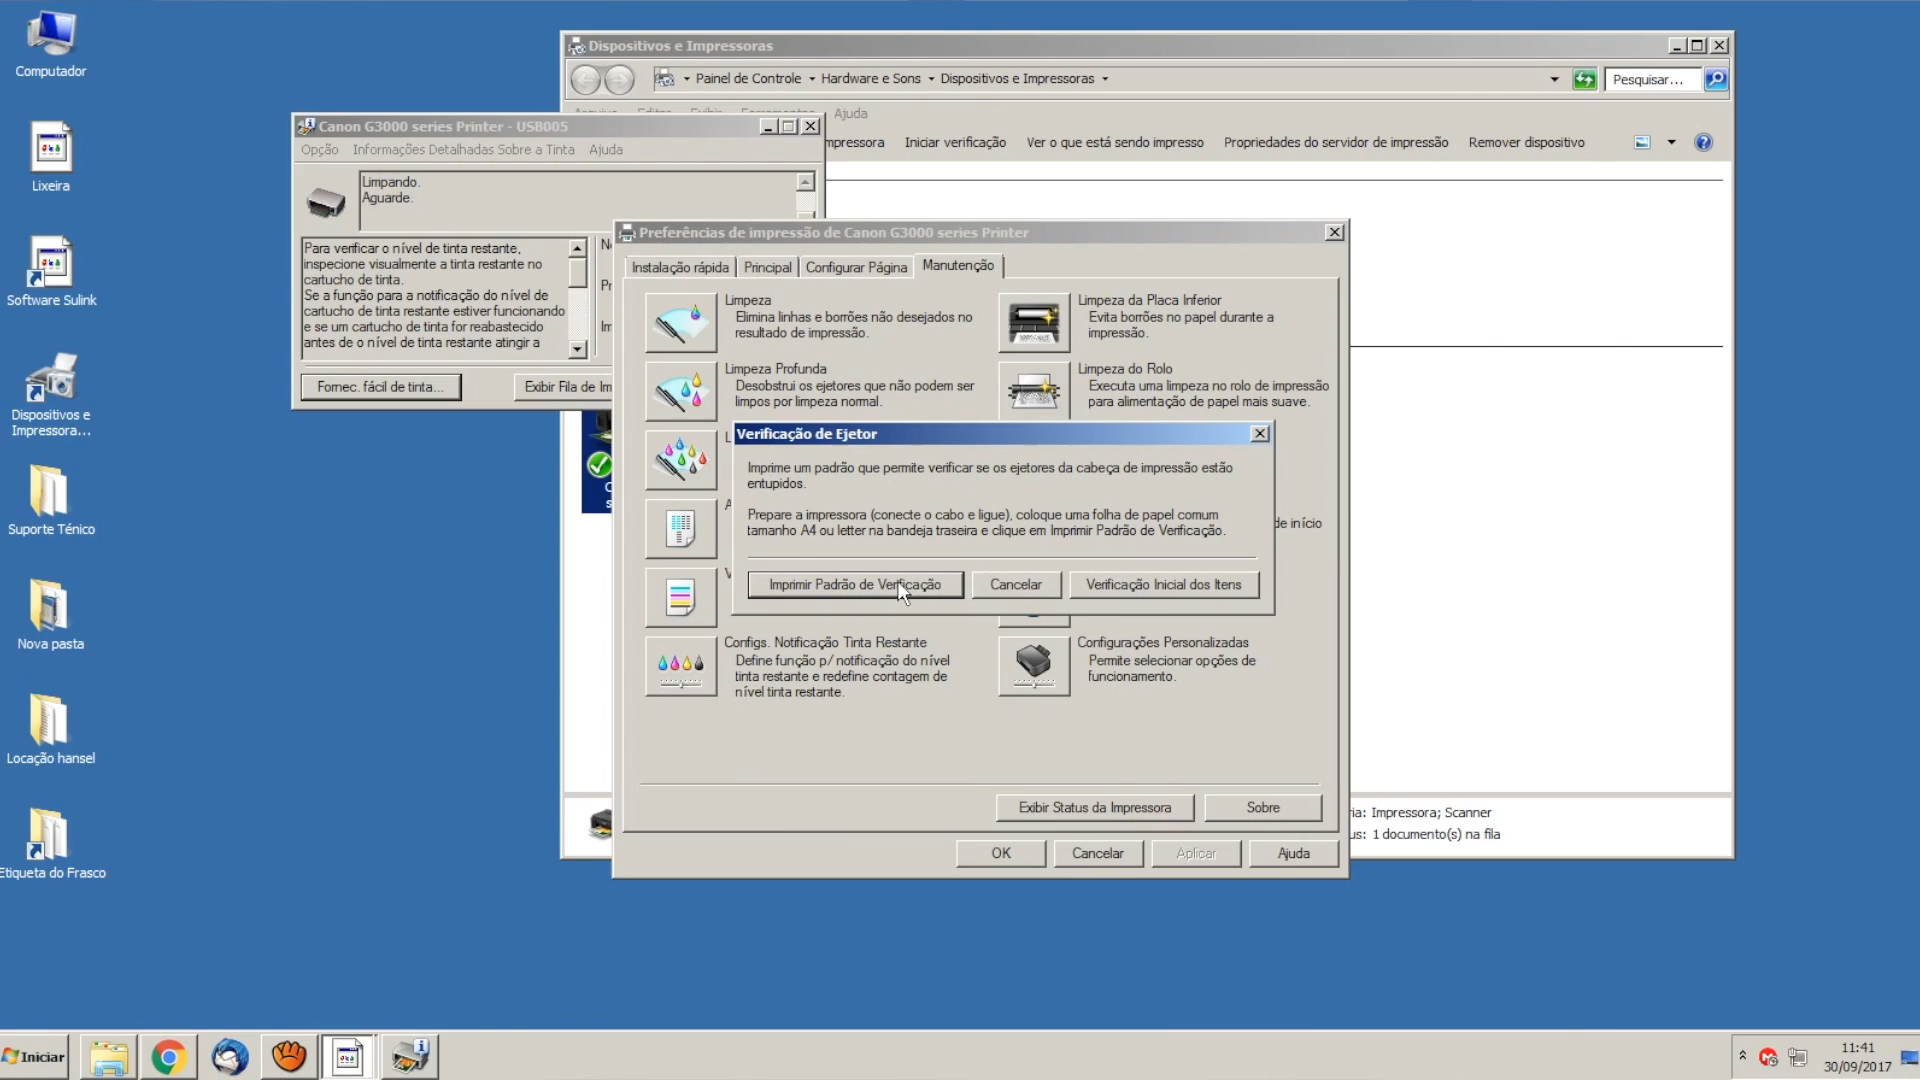 Computador
Lixeira
Software Sulink
Dispositivos e
Impressora...
Suporte Ténico
Nova pasta
Locação hansel
Etiqueta do Frasco
Dispositivos e Impressoras
Painel de Controle
Hardware e Sons
Dispositivos e Impressoras
Pesquisar...
Ajuda
mpressora
Iniciar verificação
Ver o que está sendo impresso
Propriedades do servidor de impressão
Remover dispositivo
Canon G3000 series Printer - USB005
Opção
Informações Detalhadas Sobre a Tinta
Ajuda
Limpando.
Aguarde.
Para verificar o nível de tinta restante,
inspecione visualmente a tinta restante no
cartucho de tinta.
Se a função para a notificação do nível de
cartucho de tinta restante estiver funcionando
e se um cartucho de tinta for reabastecido
antes de o nível de tinta restante atingir a
Fornec. fácil de tinta...
Exibir Fila de Im
Preferências de impressão de Canon G3000 series Printer
Instalação rápida
Principal
Configurar Página
Manutenção
Limpeza
Elimina linhas e borrões não desejados no
resultado de impressão.
Limpeza da Placa Inferior
Evita borrões no papel durante a
impressão.
Limpeza Profunda
Desobstrui os ejetores que não podem ser
limpos por limpeza normal.
Limpeza do Rolo
Executa uma limpeza no rolo de impressão
para alimentação de papel mais suave.
Verificação de Ejetor
Imprime um padrão que permite verificar se os ejetores da cabeça de impressão estão
entupidos.
Prepare a impressora (conecte o cabo e ligue), coloque uma folha de papel comum
tamanho A4 ou letter na bandeja traseira e clique em Imprimir Padrão de Verificação.
de início
Imprimir Padrão de Verificação
Cancelar
Verificação Inicial dos Itens
Configs. Notificação Tinta Restante
Define função p/ notificação do nível
tinta restante e redefine contagem de
nível tinta restante.
Configurações Personalizadas
Permite selecionar opções de
funcionamento.
Exibir Status da Impressora
Sobre
OK
Cancelar
Aplicar
Ajuda
ria: Impressora; Scanner
us: 1 documento(s) na fila
Iniciar
11:41
30/09/2017